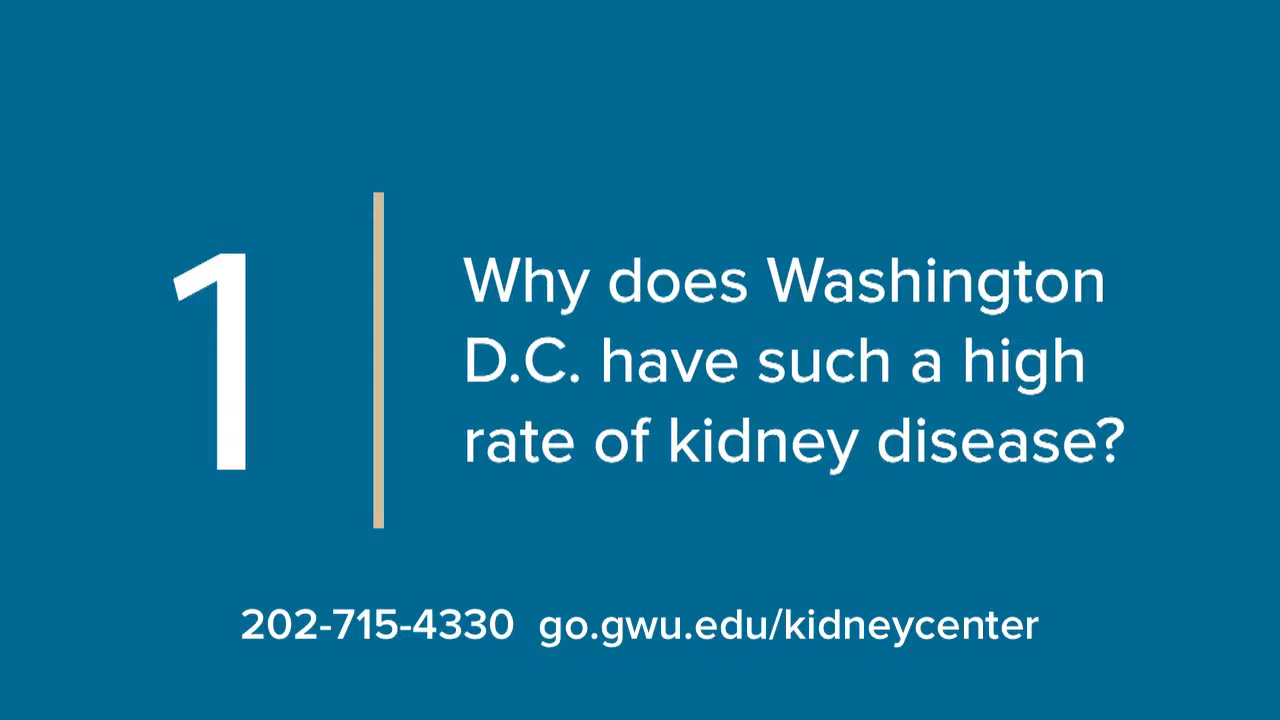 1
Why does Washington
D.C. have such a high
rate of kidney disease?
202-715-4330 go.gwu.edu/kidneycenter